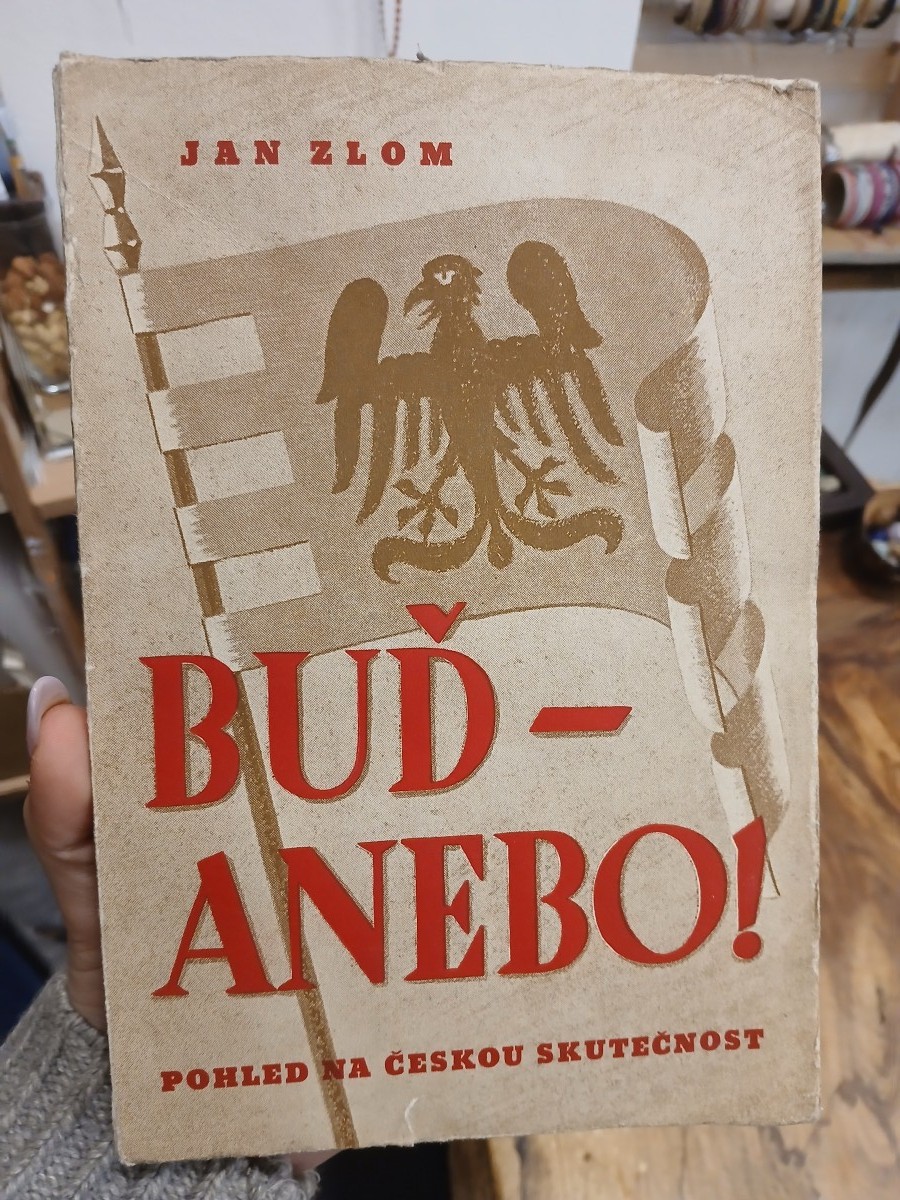 JAN ZLOM
BUĎ –
ANEBO!
POHLED NA ČESKOU SKUTEČNOST